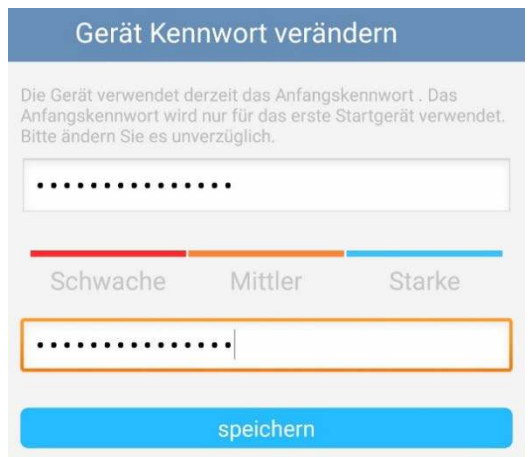 Gerät Kennwort verändern
Die Gerät verwendet derzeit das Anfangskennwort . Das
Anfangskennwort wird nur für das erste Startgerät verwendet.
Bitte ändern Sie es unverzüglich.
•••••••••••••••
Schwache Mittler Starke
•••••••••••••••
speichern